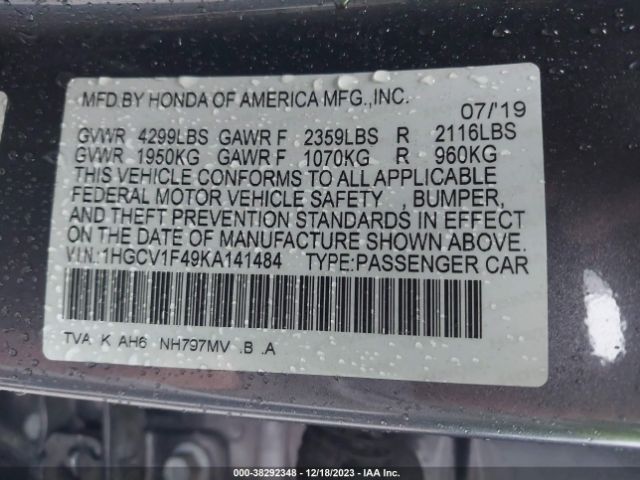 MFD.BY HONDA OF AMERICA MFG.,INC. 07/'19
GVWR 4299LBS GAWR F 2359LBS R 2116LBS
GVWR 1950KG GAWR F 1070KG R 960KG
THIS VEHICLE CONFORMS TO ALL APPLICABLE
FEDERAL MOTOR VEHICLE SAFETY , BUMPER,
AND THEFT PREVENTION STANDARDS IN EFFECT
ON THE DATE OF MANUFACTURE SHOWN ABOVE.
VIN.:1HGCV1F49KA141484 TYPE:PASSENGER CAR
TVA K AH6 NH797MV .B .A
000-38292348 | 12/18/2023 - IAA Inc.